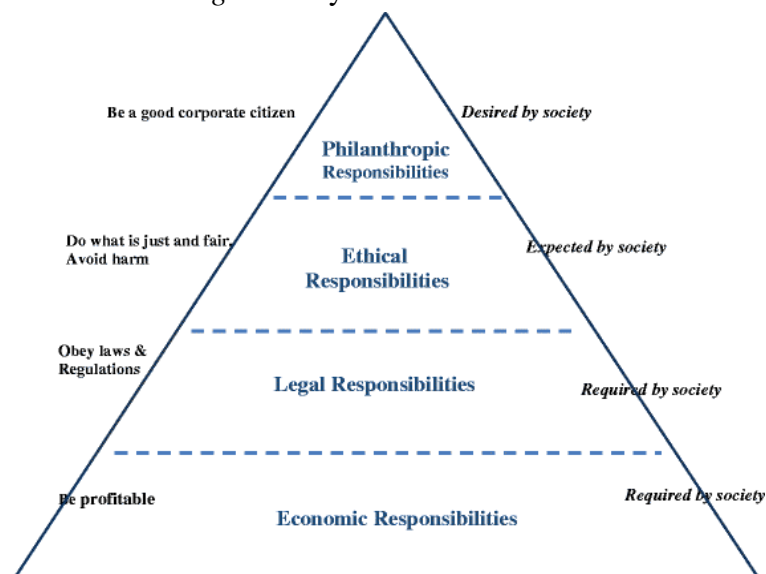 Be a good corporate citizen
Desired by society
Philanthropic
Responsibilities
Do what is just and fair,
Avoid harm
Expected by society
Ethical
Responsibilities
Obey laws &
Regulations
Legal Responsibilities
Required by society
Be profitable
Required by society
Economic Responsibilities